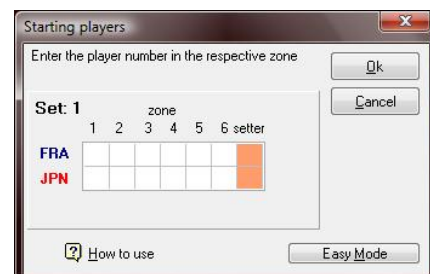 Starting players
Enter the player number in the respective zone
Ok
Cancel
Set: 1
zone
1 2 3 4 5 6 setter
FRA
JPN
How to use
Easy Mode